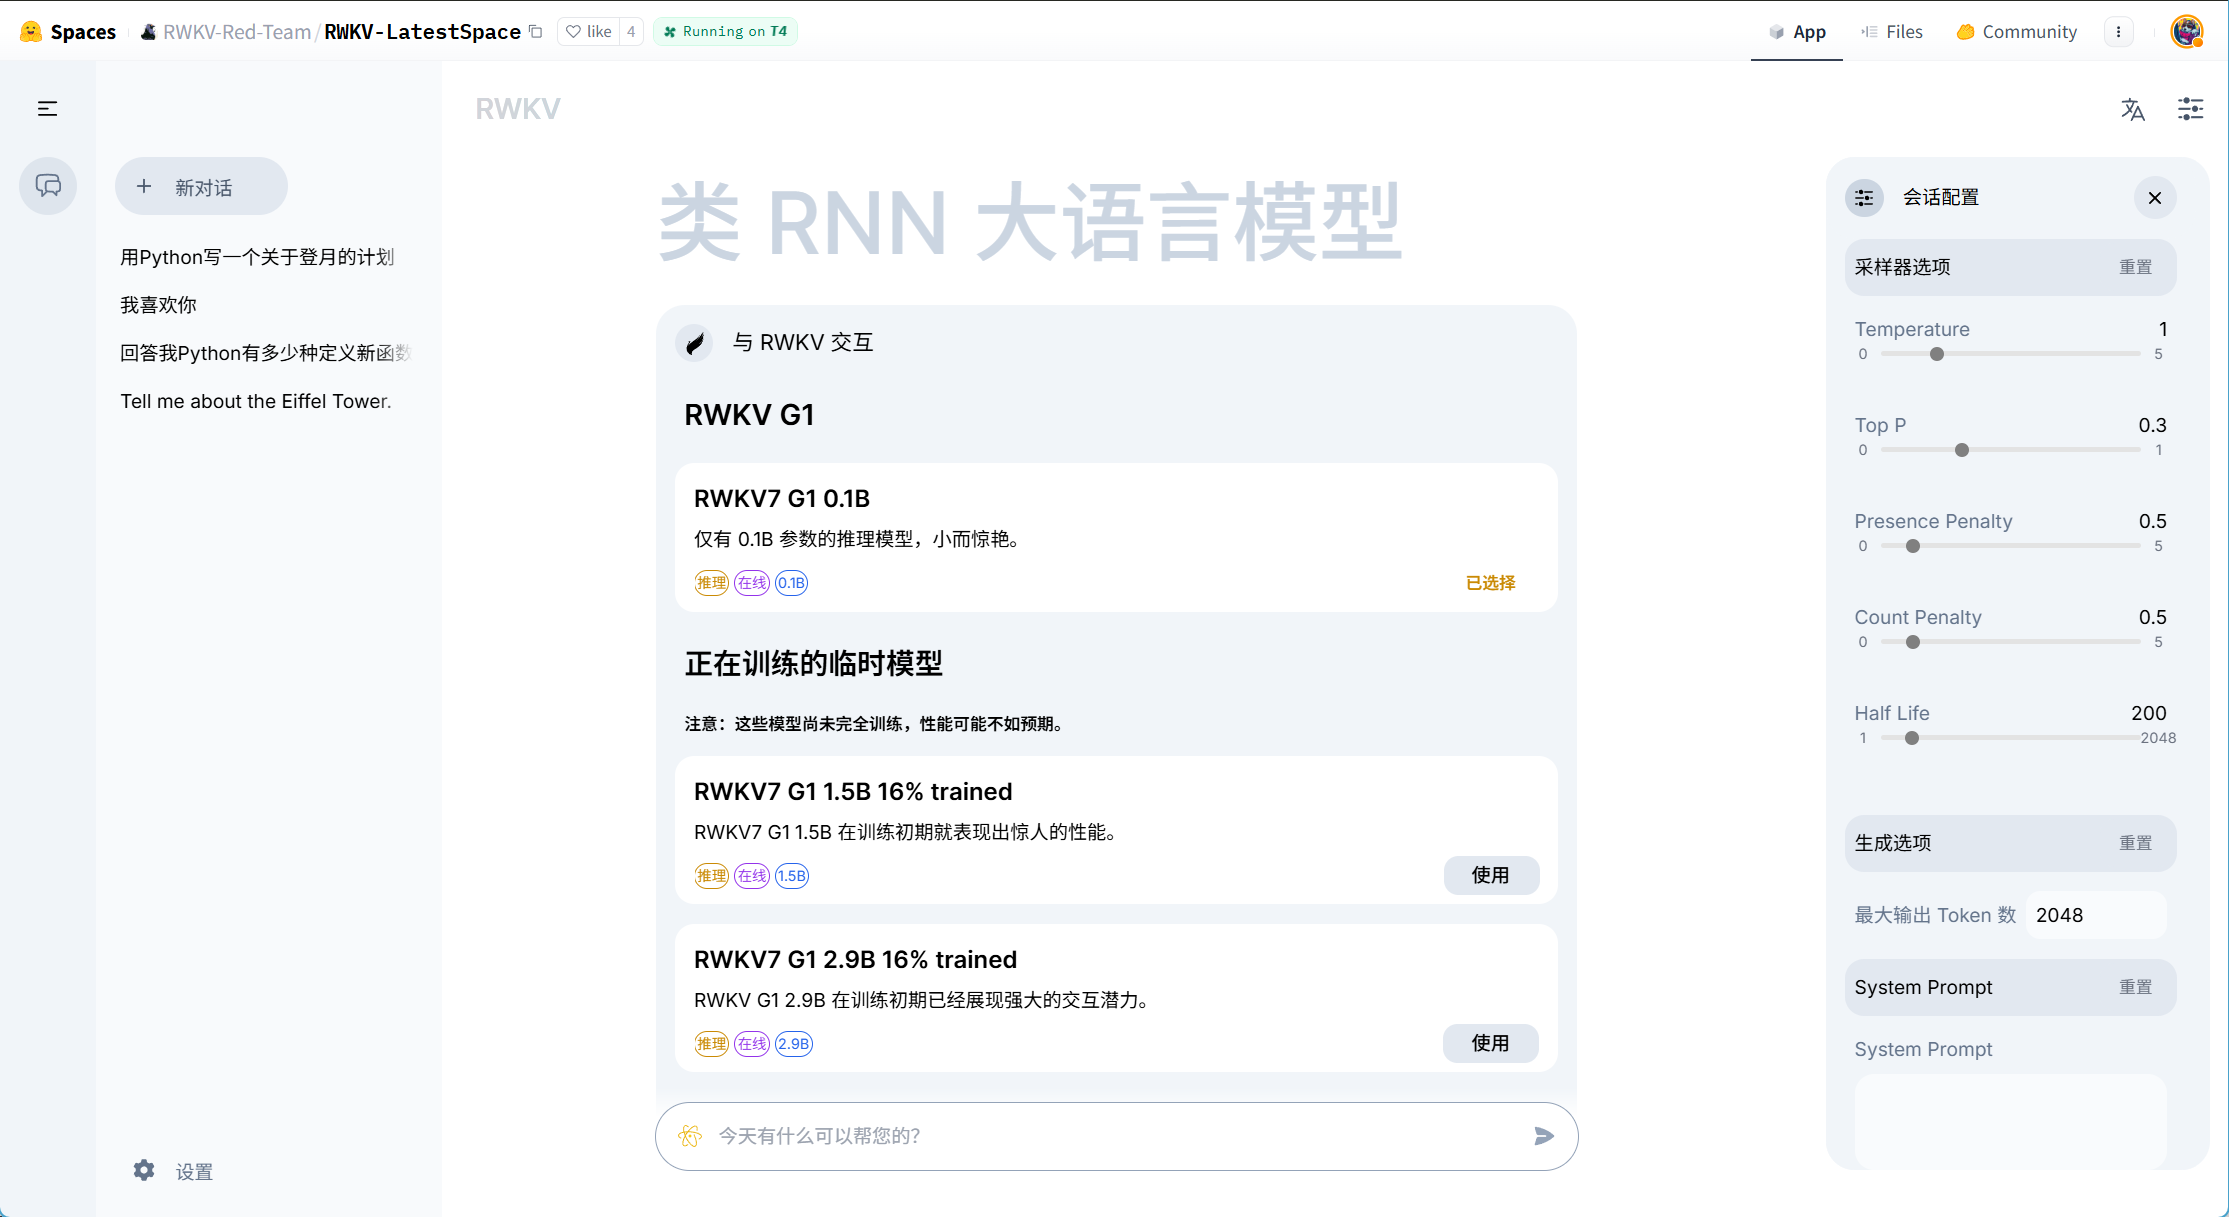 Spaces
RWKV-Red-Team/RWKV-LatestSpace
like 4
Running on T4
App
Files
Community
RWKV
新对话
用Python写一个关于登月的计划
我喜欢你
回答我Python有多少种定义新函数
Tell me about the Eiffel Tower.
设置
类 RNN 大语言模型
与 RWKV 交互
RWKV G1
RWKV7 G1 0.1B
仅有 0.1B 参数的推理模型，小而惊艳。
推理 在线 0.1B
已选择
正在训练的临时模型
注意：这些模型尚未完全训练，性能可能不如预期。
RWKV7 G1 1.5B 16% trained
RWKV7 G1 1.5B 在训练初期就表现出惊人的性能。
推理 在线 1.5B
使用
RWKV7 G1 2.9B 16% trained
RWKV G1 2.9B 在训练初期已经展现强大的交互潜力。
推理 在线 2.9B
使用
今天有什么可以帮您的？
会话配置
采样器选项 重置
Temperature 1
0 5
Top P 0.3
0 1
Presence Penalty 0.5
0 5
Count Penalty 0.5
0 5
Half Life 200
1 2048
生成选项 重置
最大输出 Token 数 2048
System Prompt 重置
System Prompt